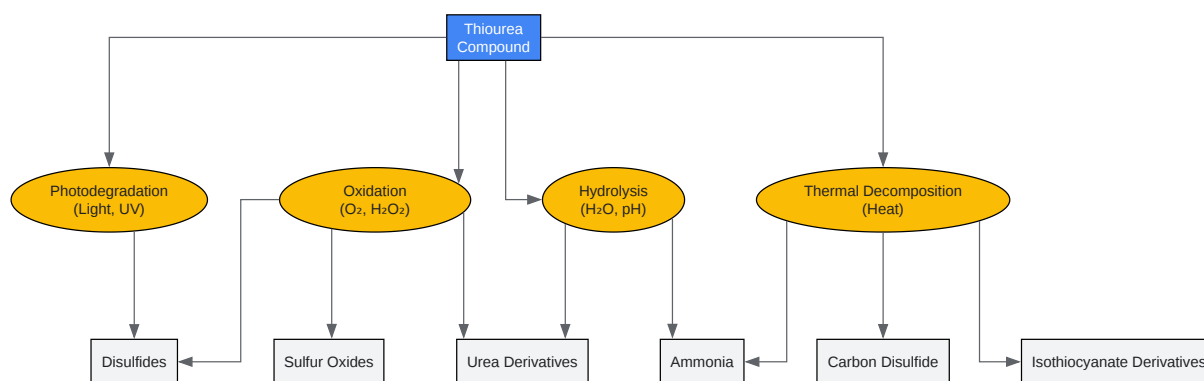 Thiourea
Compound
Photodegradation
(Light, UV)
Oxidation
(O₂, H₂O₂)
Hydrolysis
(H₂O, pH)
Thermal Decomposition
(Heat)
Disulfides
Sulfur Oxides
Urea Derivatives
Ammonia
Carbon Disulfide
Isothiocyanate Derivatives